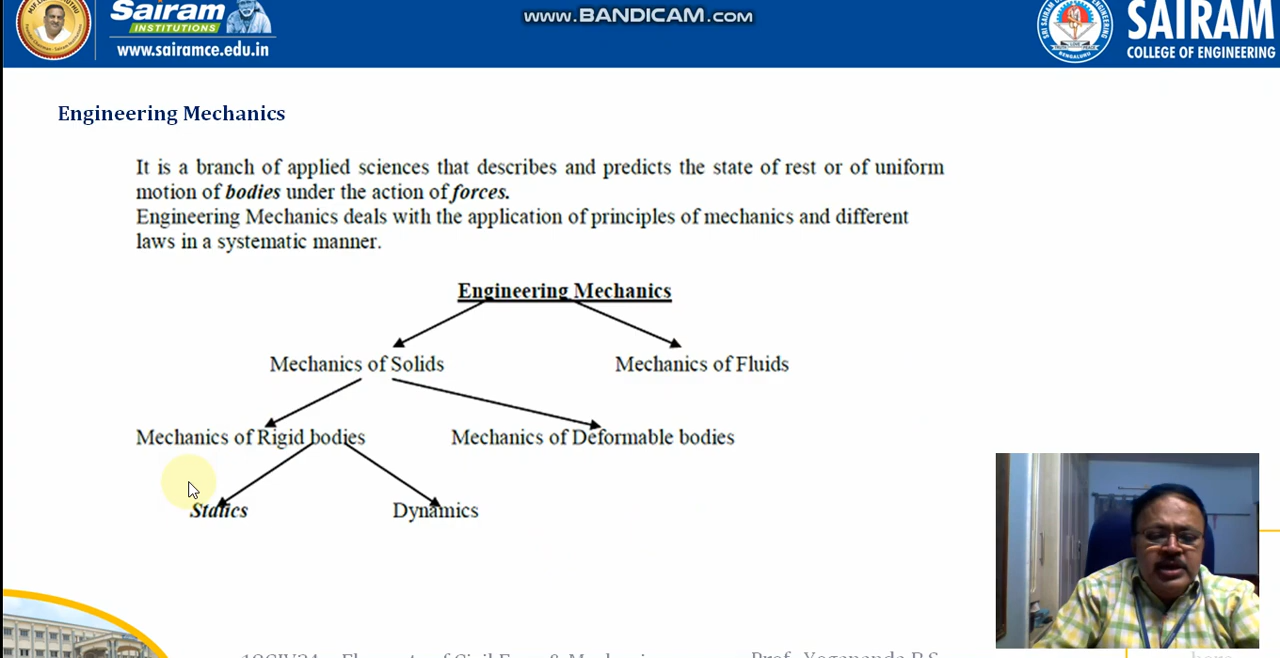 Sairam
INSTITUTIONS
www.sairamce.edu.in
www.BANDICAM.com
SAIRAM
COLLEGE OF ENGINEERING
Engineering Mechanics
It is a branch of applied sciences that describes and predicts the state of rest or of uniform
motion of bodies under the action of forces.
Engineering Mechanics deals with the application of principles of mechanics and different
laws in a systematic manner.
Engineering Mechanics
Mechanics of Solids
Mechanics of Fluids
Mechanics of Rigid bodies
Mechanics of Deformable bodies
Statics
Dynamics